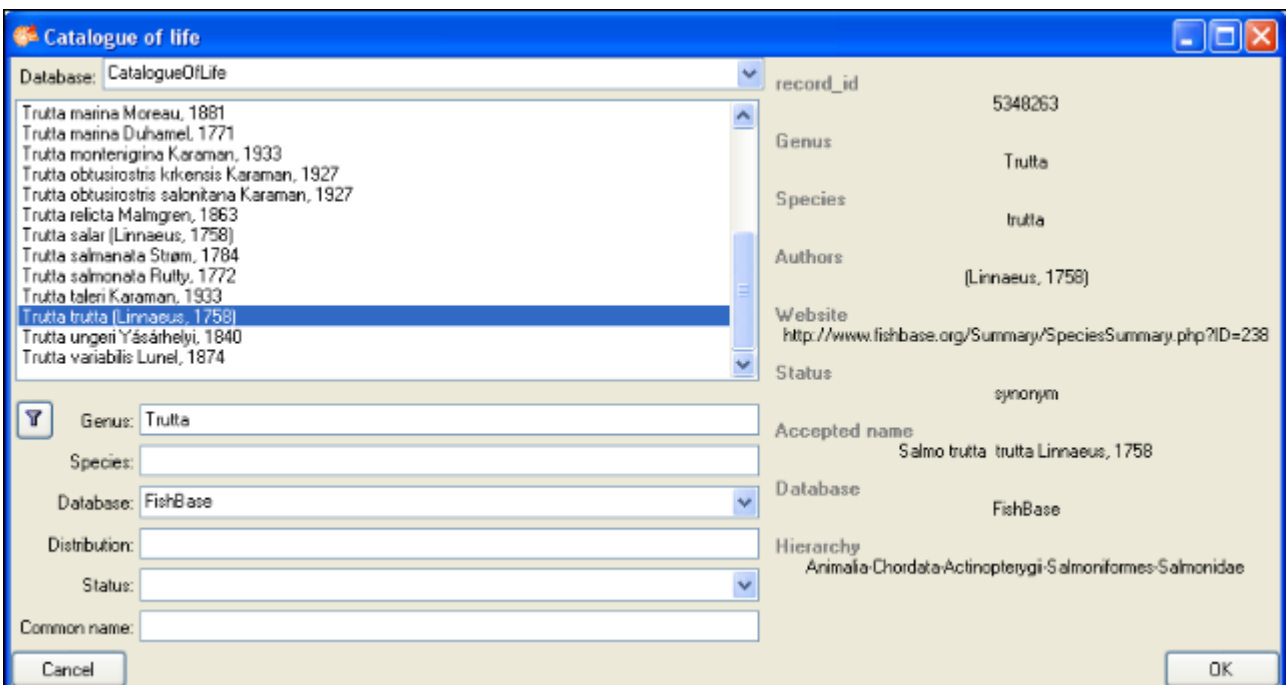 Catalogue of life
Database: CatalogueOfLife
Trutta marina Moreau, 1881
Trutta marina Duhamel, 1771
Trutta montenigrina Karaman, 1933
Trutta obtusirostris krkensis Karaman, 1927
Trutta obtusirostris salonitana Karaman, 1927
Trutta relicta Malmgren, 1863
Trutta salar (Linnaeus, 1758)
Trutta salmanata Strøm, 1784
Trutta salmonata Rutty, 1772
Trutta taleri Karaman, 1933
Trutta trutta (Linnaeus, 1758)
Trutta ungeri Yásárhelyi, 1840
Trutta variabilis Lunel, 1874
Genus: Trutta
Species:
Database: FishBase
Distribution:
Status:
Common name:
Cancel
record_id
5348263
Genus
Trutta
Species
trutta
Authors
(Linnaeus, 1758)
Website
http://www.fishbase.org/Summary/SpeciesSummary.php?ID=238
Status
synonym
Accepted name
Salmo trutta trutta Linnaeus, 1758
Database
FishBase
Hierarchy
Animalia-Chordata-Actinopterygii-Salmoniformes-Salmonidae
OK